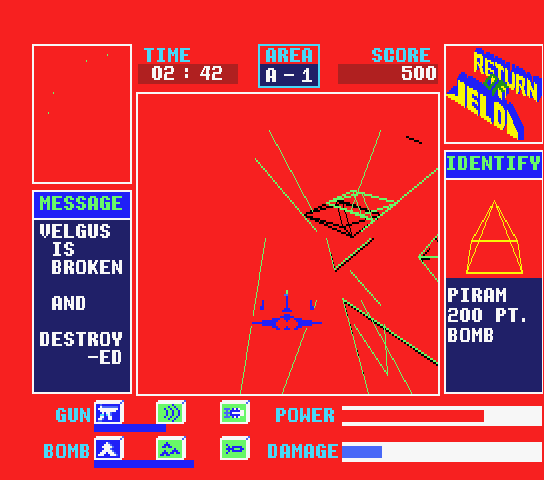 TIME
02 : 42
AREA
A - 1
SCORE
500
RETURN
JELDA
MESSAGE
VELGUS
IS
BROKEN
AND
DESTROY
-ED
IDENTIFY
PIRAM
200 PT.
BOMB
GUN
POWER
BOMB
DAMAGE